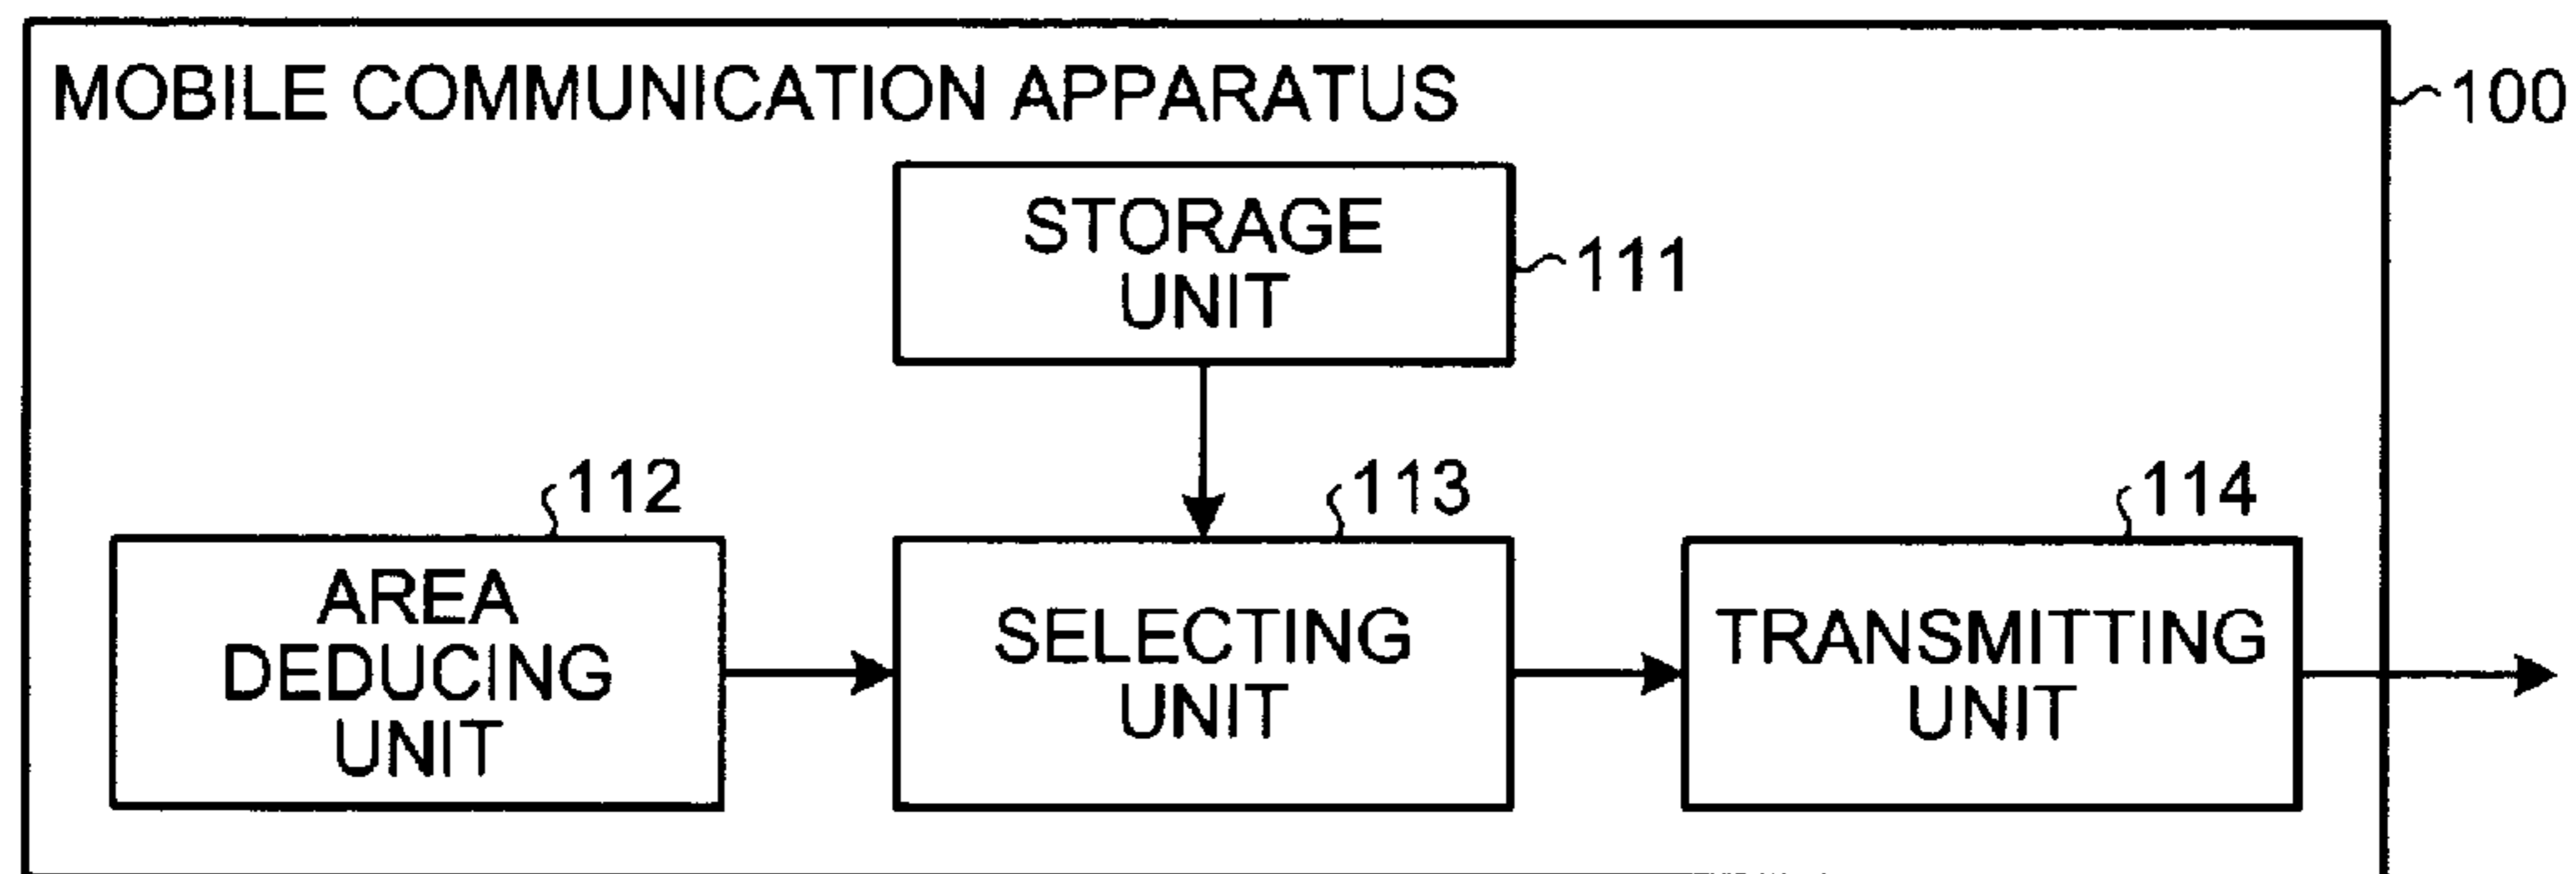 MOBILE COMMUNICATION APPARATUS
100
STORAGE
UNIT
111
112
113
114
AREA
DEDUCING
UNIT
SELECTING
UNIT
TRANSMITTING
UNIT